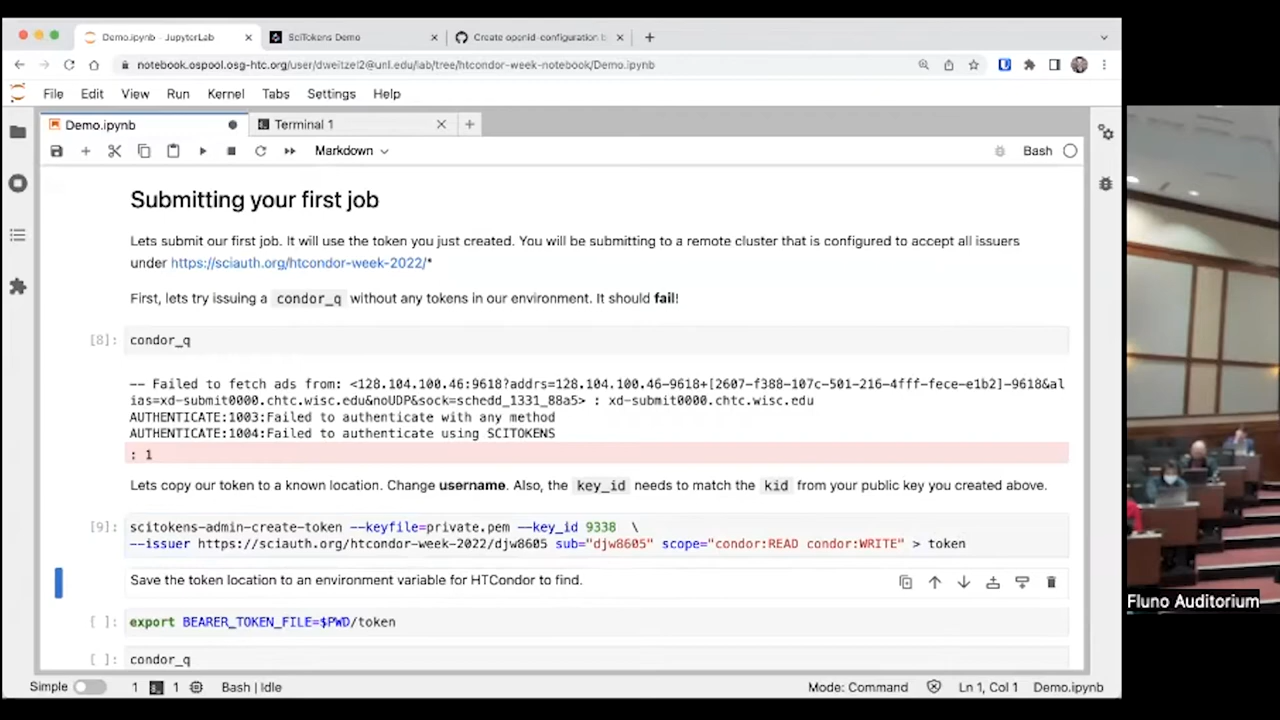 Demo.ipynb - JupyterLab
SciTokens Demo
Create openid-configuration b
notebook.ospool.osg-htc.org/user/dweitzel2@unl.edu/lab/tree/htcondor-week-notebook/Demo.ipynb
File Edit View Run Kernel Tabs Settings Help
Demo.ipynb
Terminal 1
Markdown
Bash
Submitting your first job
Lets submit our first job. It will use the token you just created. You will be submitting to a remote cluster that is configured to accept all issuers
under https://sciauth.org/htcondor-week-2022/*
First, lets try issuing a condor_q without any tokens in our environment. It should fail!
[8]: condor_q
-- Failed to fetch ads from: <128.104.100.46:9618?addrs=128.104.100.46-9618+[2607-f388-107c-501-216-4fff-fece-e1b2]-9618&al
ias=xd-submit0000.chtc.wisc.edu&noUDP&sock=schedd_1331_88a5> : xd-submit0000.chtc.wisc.edu
AUTHENTICATE:1003:Failed to authenticate with any method
AUTHENTICATE:1004:Failed to authenticate using SCITOKENS
: 1
Lets copy our token to a known location. Change username. Also, the key_id needs to match the kid from your public key you created above.
[9]: scitokens-admin-create-token --keyfile=private.pem --key_id 9338 \
--issuer https://sciauth.org/htcondor-week-2022/djw8605 sub="djw8605" scope="condor:READ condor:WRITE" > token
Save the token location to an environment variable for HTCondor to find.
[ ]: export BEARER_TOKEN_FILE=$PWD/token
[ ]: condor_q
Simple 1 1 Bash | Idle Mode: Command Ln 1, Col 1 Demo.ipynb
Fluno Auditorium